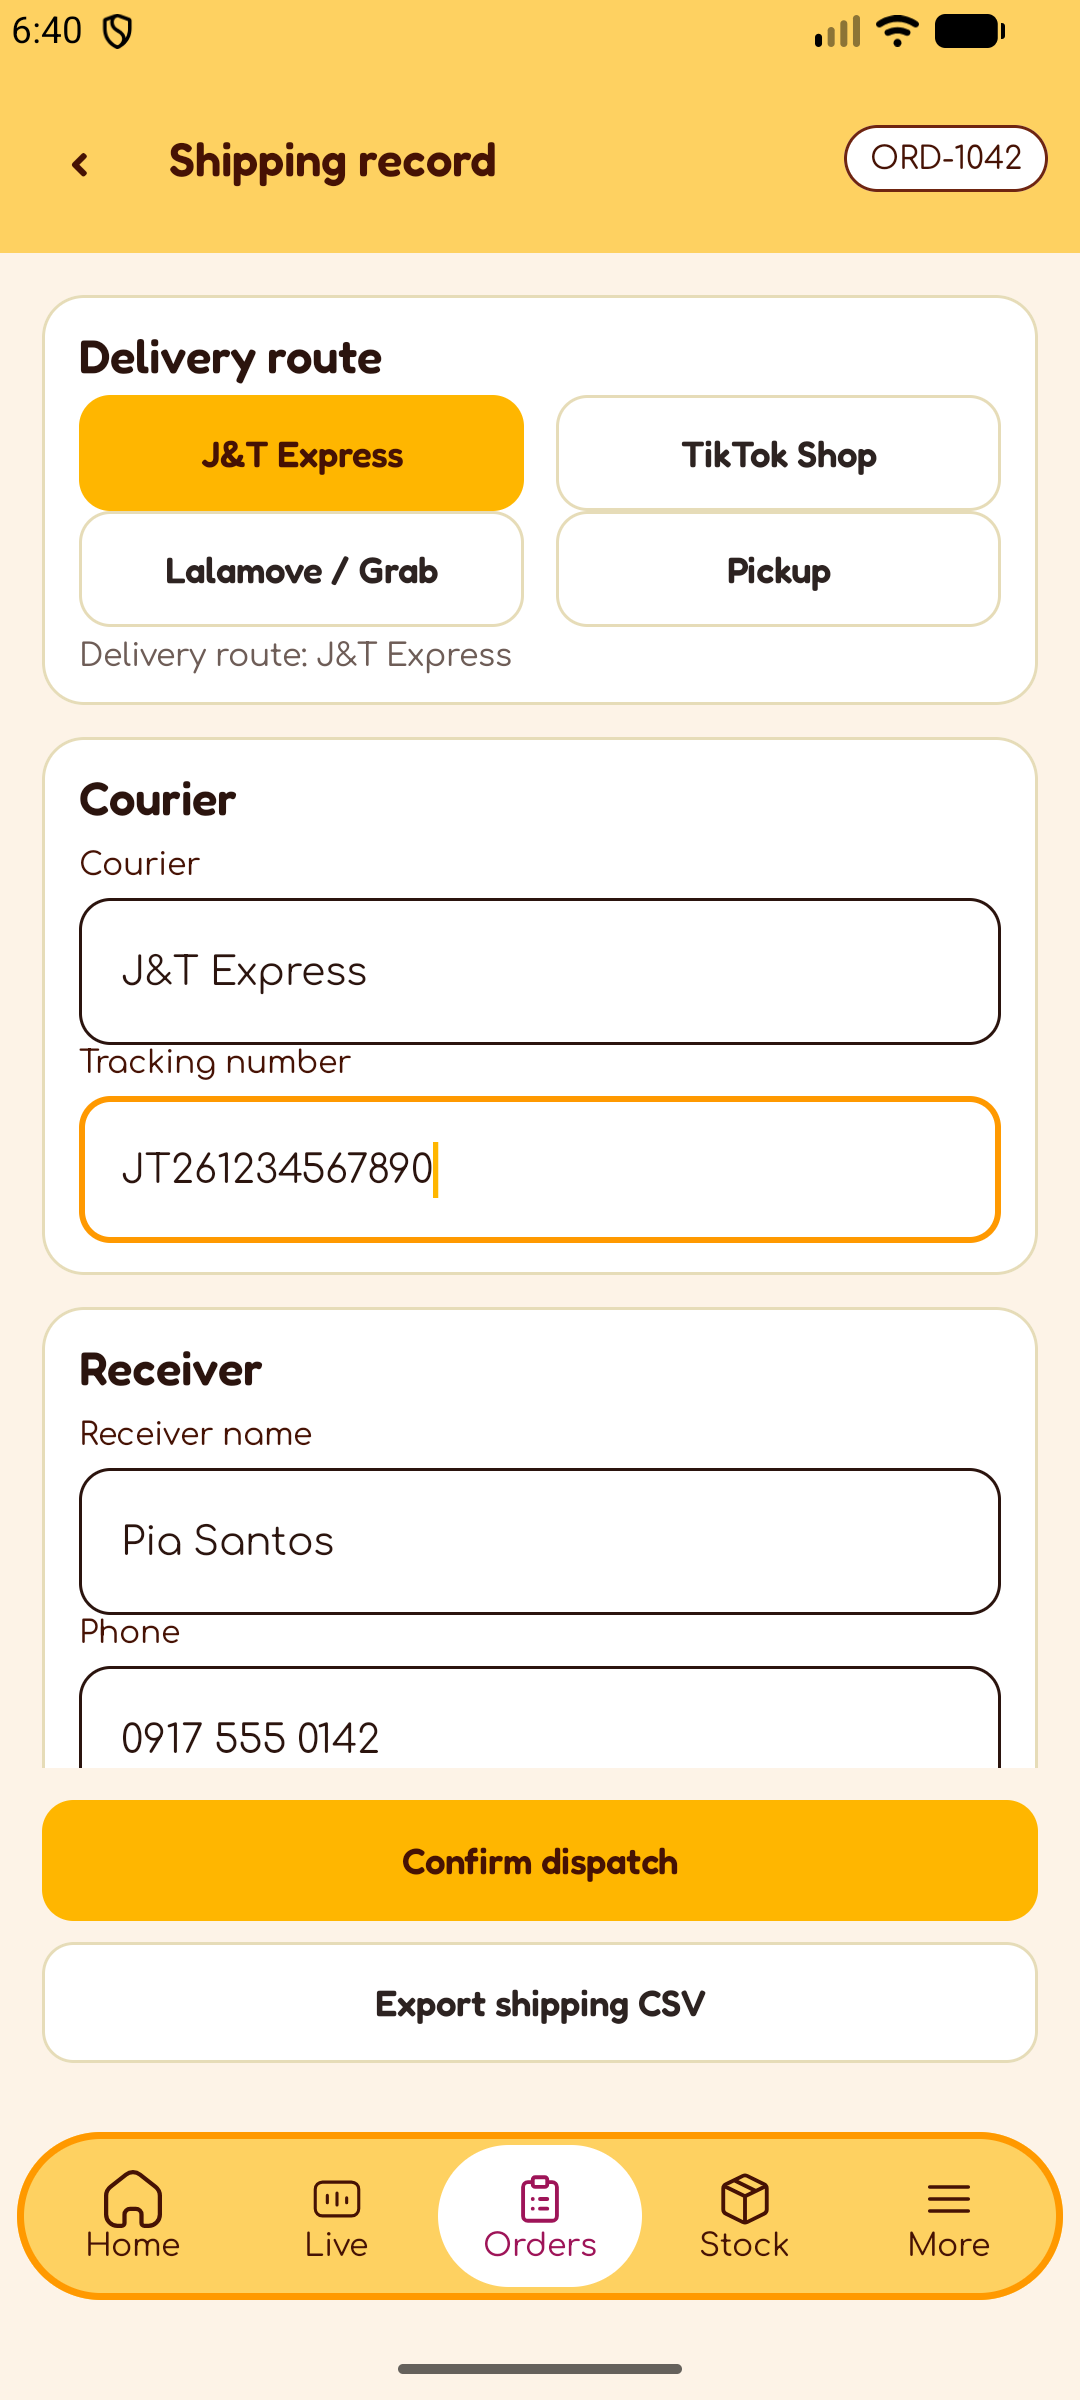 6:40
Shipping record
ORD-1042
Delivery route
J&T Express
TikTok Shop
Lalamove / Grab
Pickup
Delivery route: J&T Express
Courier
Courier
J&T Express
Tracking number
JT261234567890
Receiver
Receiver name
Pia Santos
Phone
0917 555 0142
Confirm dispatch
Export shipping CSV
Home
Live
Orders
Stock
More